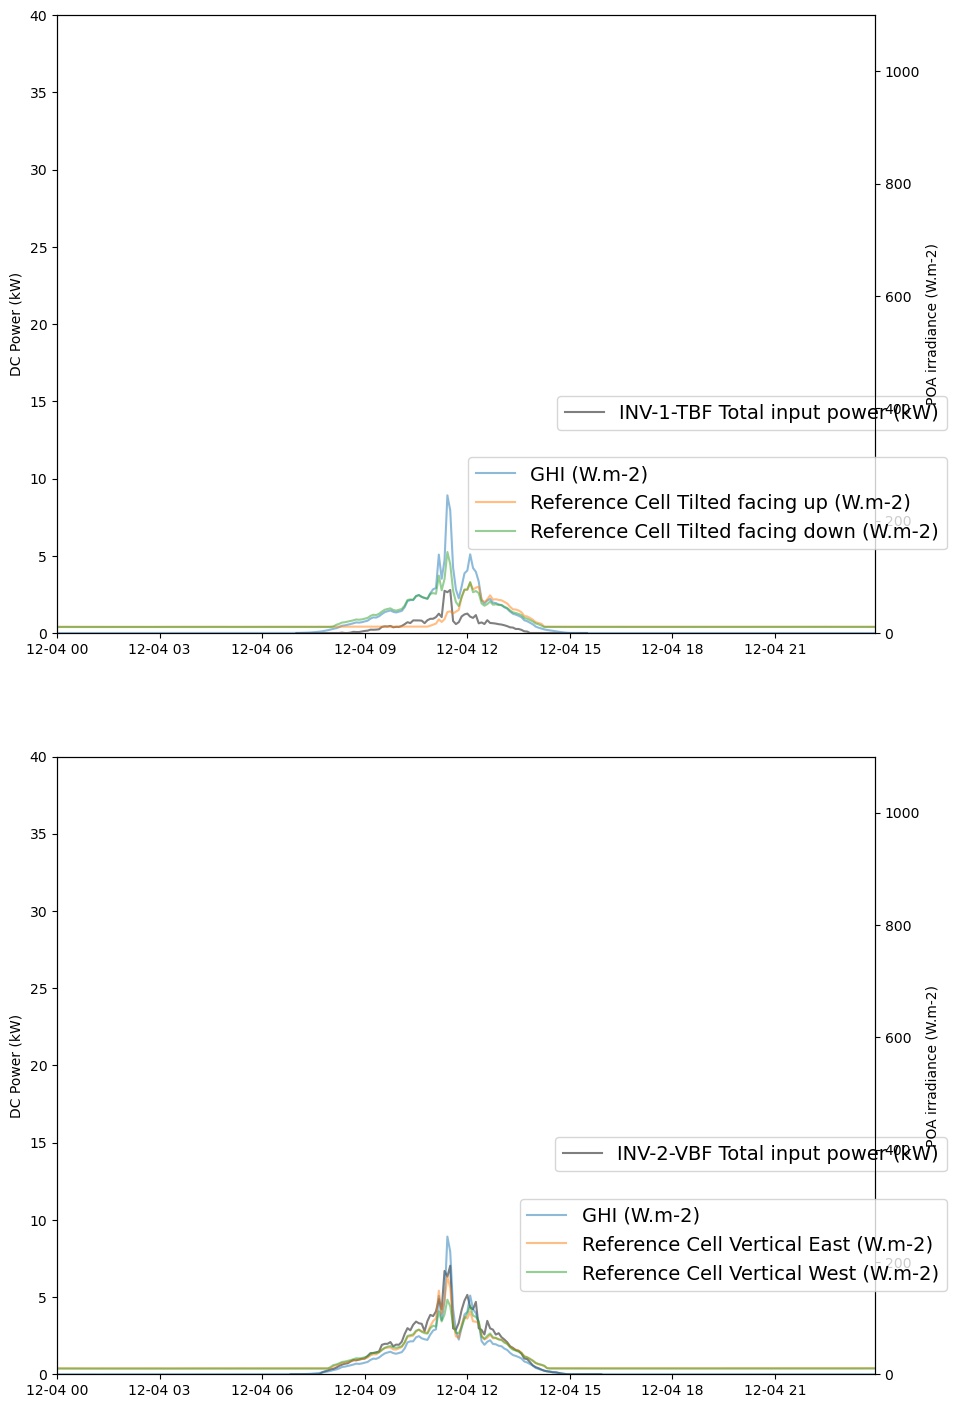 40
35
30
25
20
15
10
5
0
DC Power (kW)
1000
800
600
400
200
0
POA irradiance (W.m-2)
INV-1-TBF Total input power (kW)
GHI (W.m-2)
Reference Cell Tilted facing up (W.m-2)
Reference Cell Tilted facing down (W.m-2)
12-04 00 12-04 03 12-04 06 12-04 09 12-04 12 12-04 15 12-04 18 12-04 21
40
35
30
25
20
15
10
5
0
DC Power (kW)
1000
800
600
400
200
0
POA irradiance (W.m-2)
INV-2-VBF Total input power (kW)
GHI (W.m-2)
Reference Cell Vertical East (W.m-2)
Reference Cell Vertical West (W.m-2)
12-04 00 12-04 03 12-04 06 12-04 09 12-04 12 12-04 15 12-04 18 12-04 21